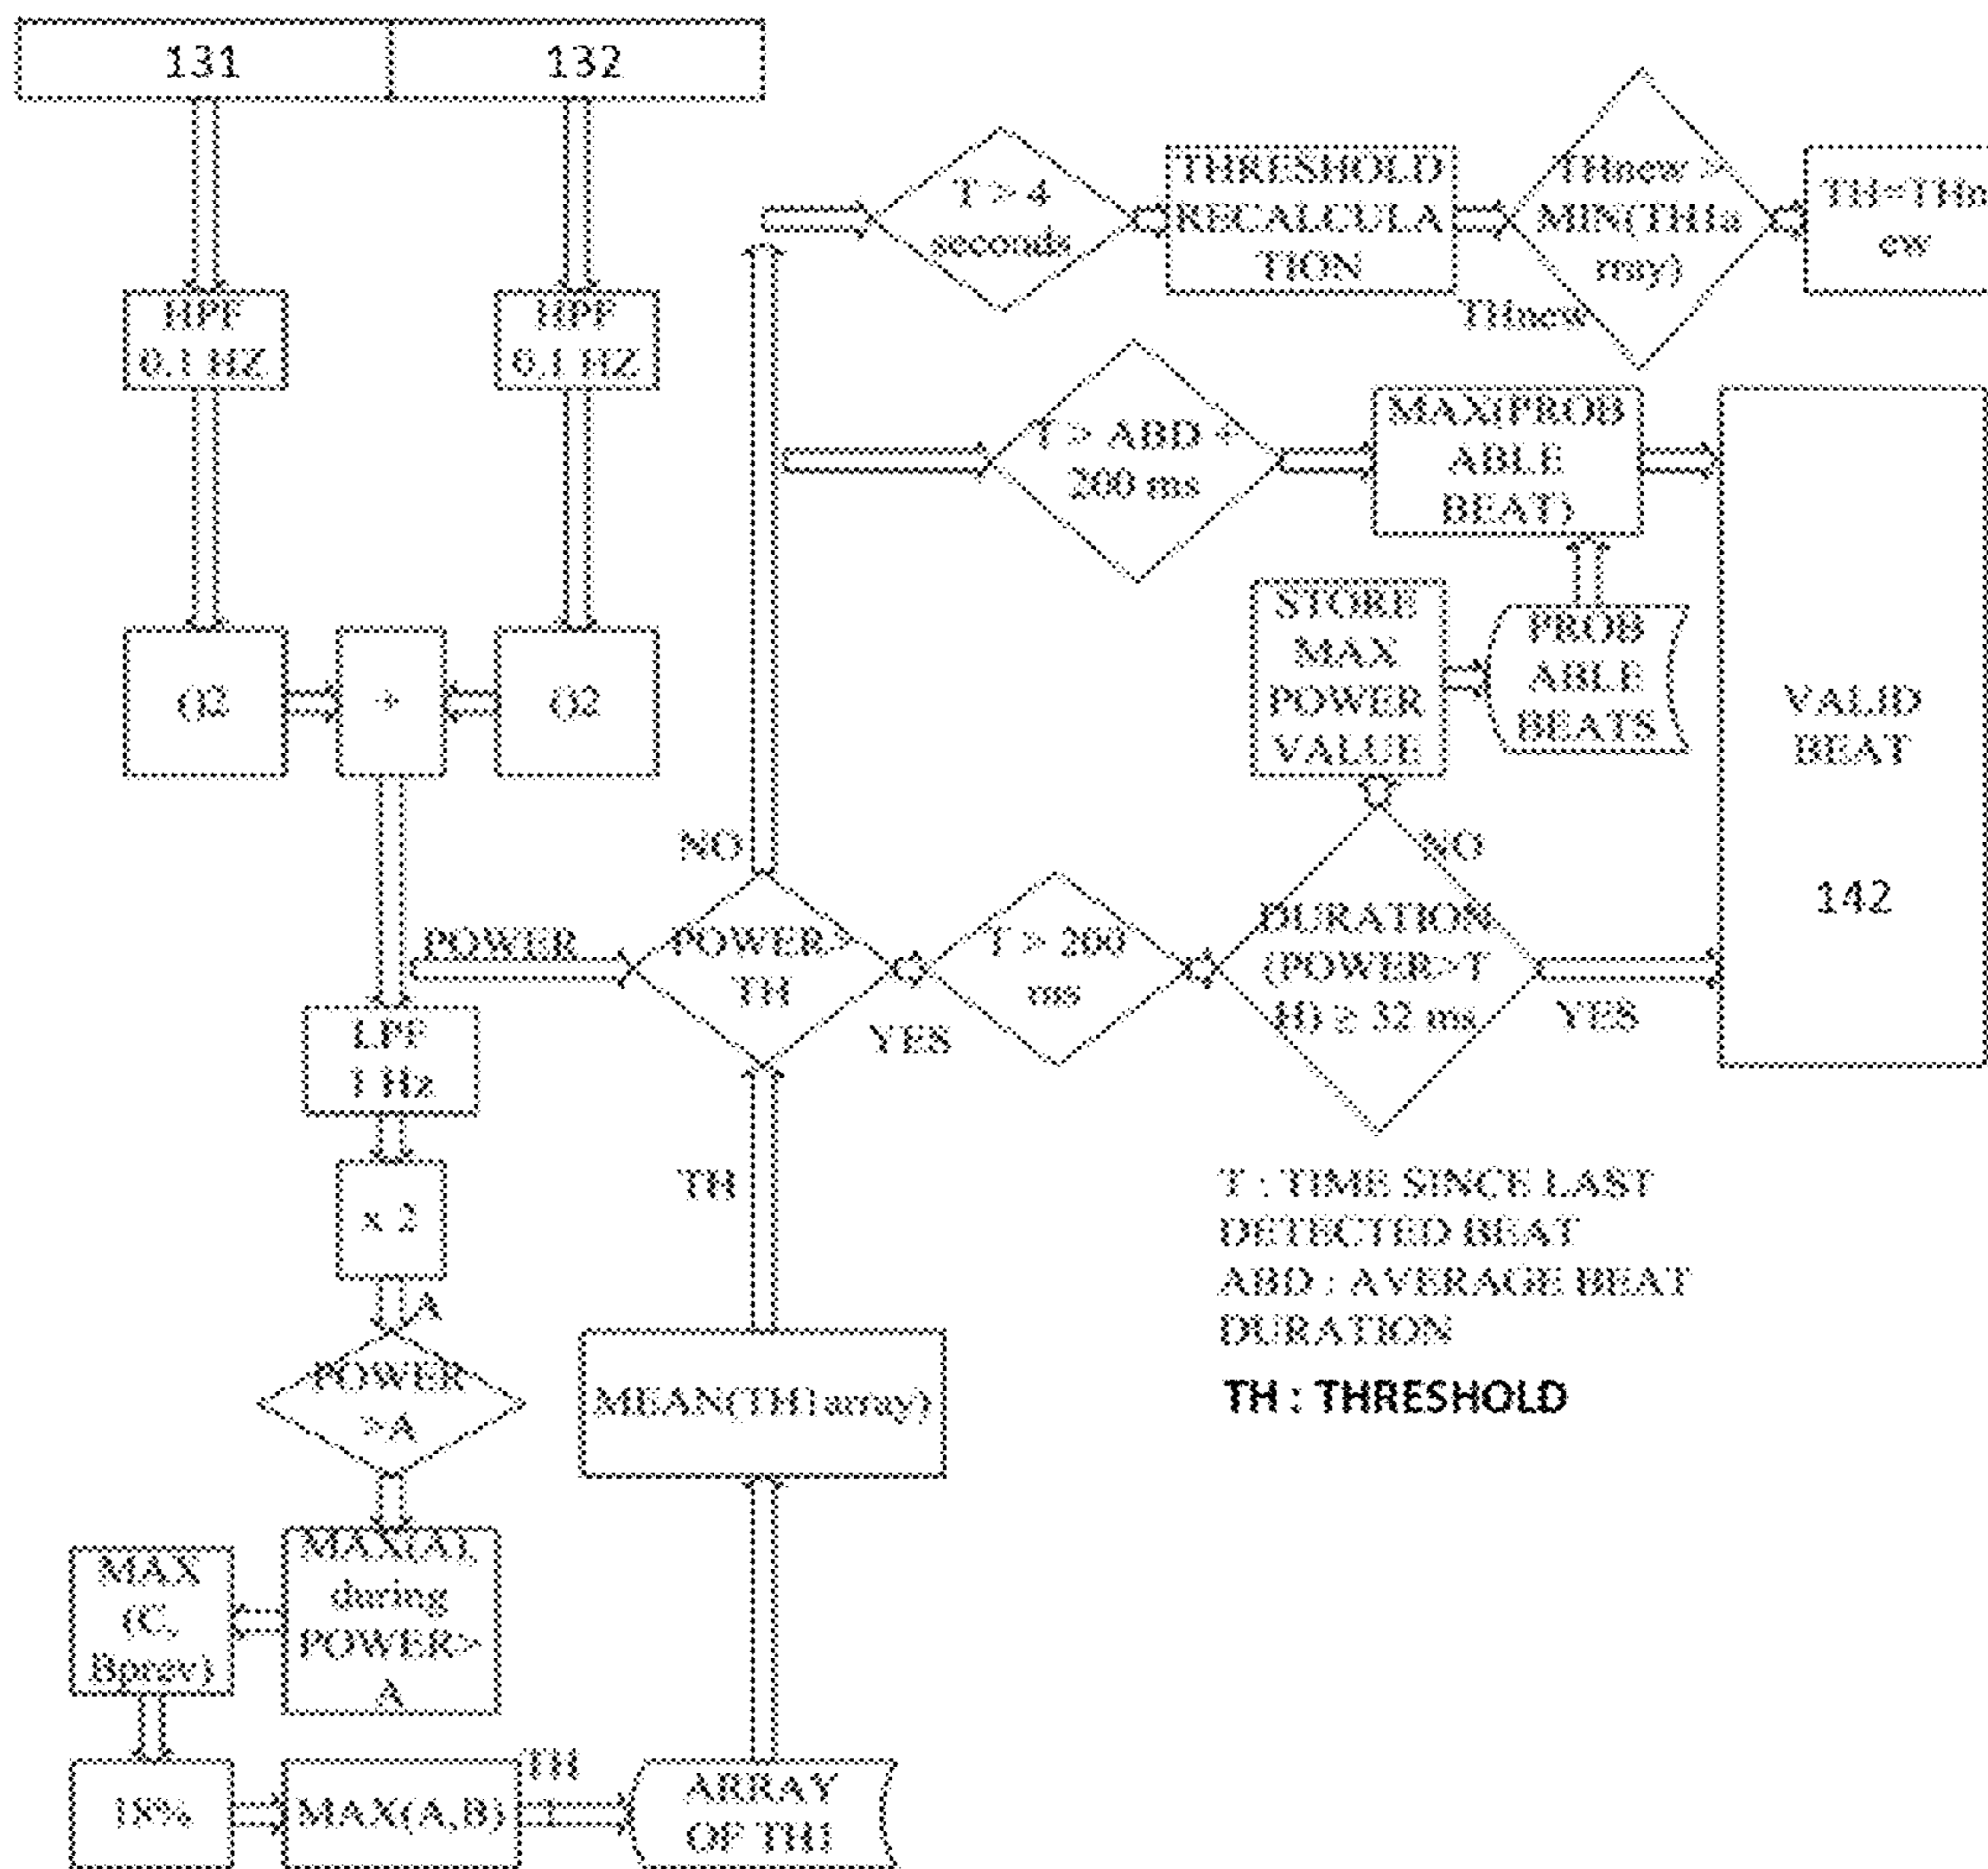 131
132
HPF
0.1 HZ
HPF
0.1 HZ
()2
+
()2
T > 4
seconds
THRESHOLD
RECALCULA
TION
THnew
THnew >
MIN(TH1a
rray)
TH=THn
ew
T > ABD +
200 ms
MAX(PROB
ABLE
BEAT)
STORE
MAX
POWER
VALUE
PROB
ABLE
BEATS
VALID
BEAT
142
NO
POWER
POWER>
TH
YES
T > 200
ms
NO
DURATION
(POWER>T
H) ≥ 32 ms
YES
LPF
1 Hz
x 2
A
POWER
>A
TH
MEAN(TH1array)
T : TIME SINCE LAST
DETECTED BEAT
ABD : AVERAGE BEAT
DURATION
TH : THRESHOLD
MAX
(C,
Bprev)
during
POWER>
A
18%
MAX(A,B)
TH
1
ARRAY
OF TH1